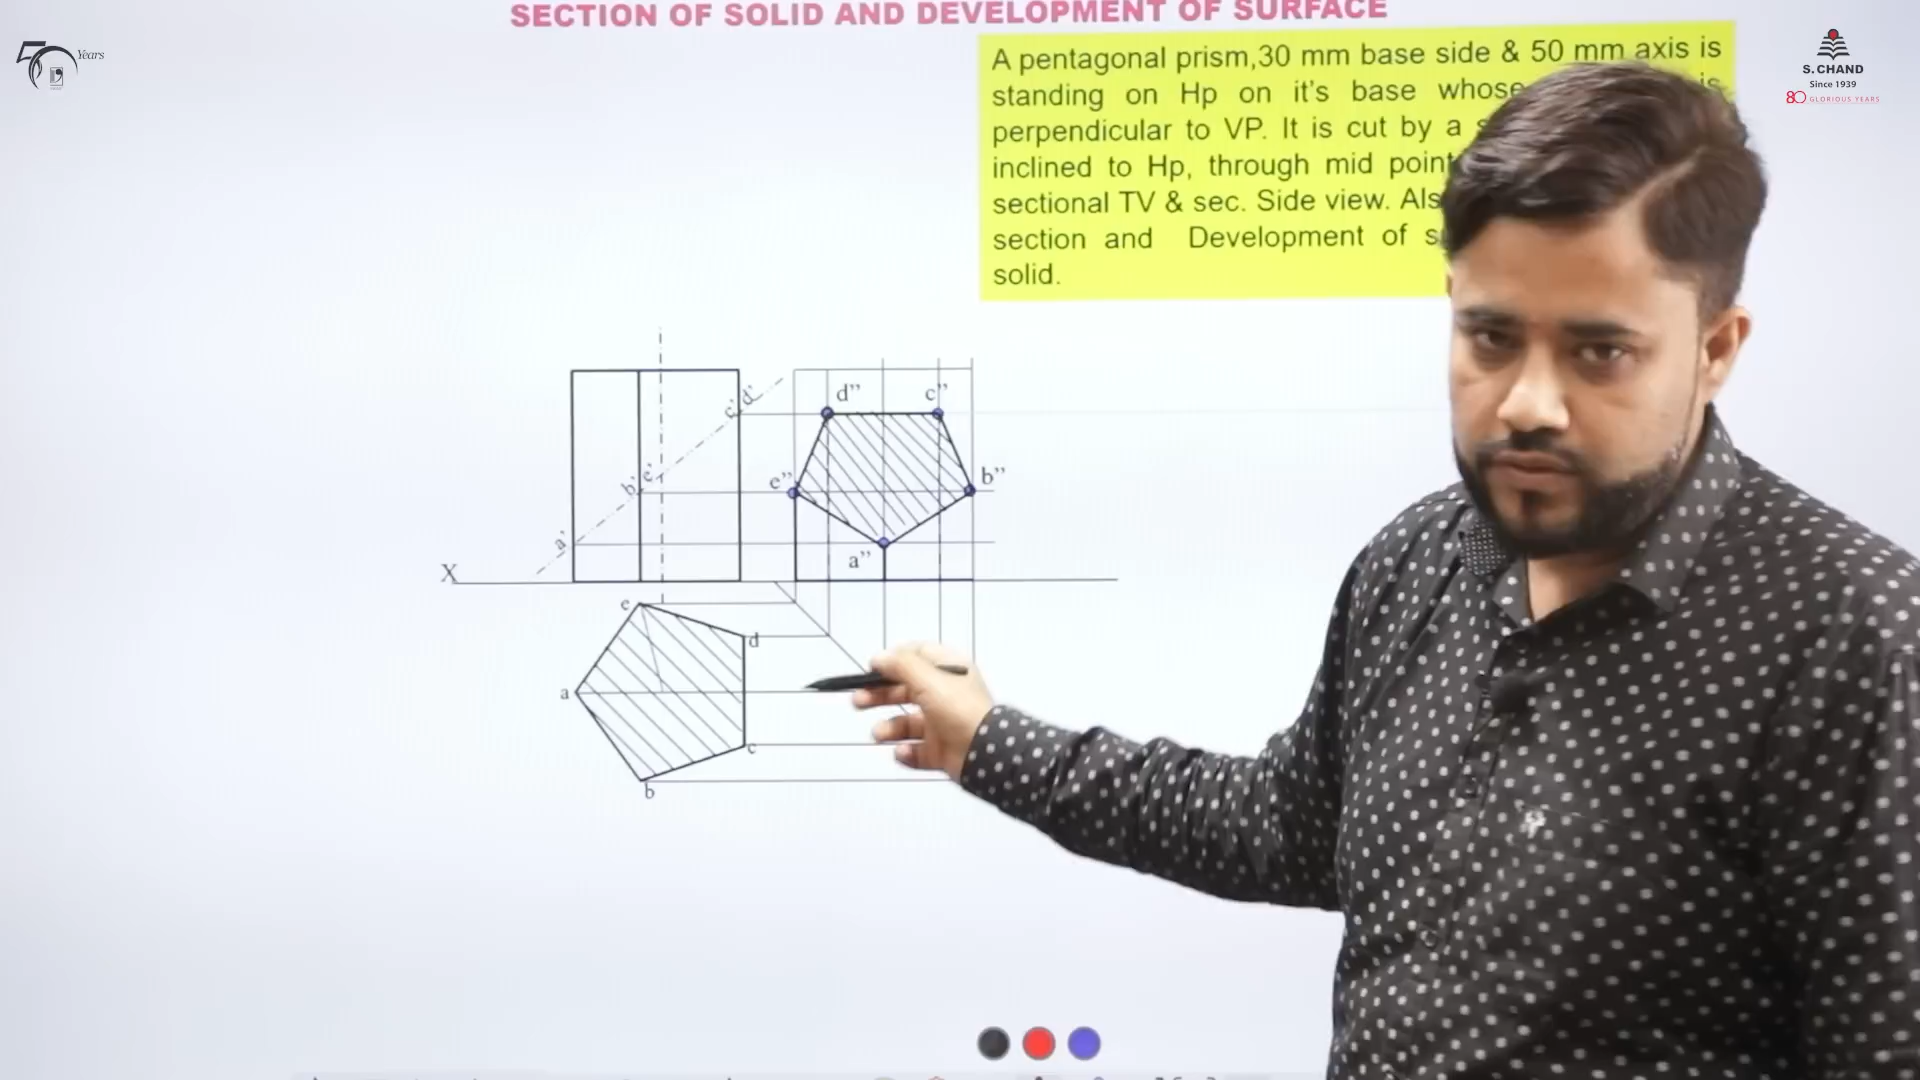 SECTION OF SOLID AND DEVELOPMENT OF SURFACE
50 Years
A pentagonal prism,30 mm base side & 50 mm axis is
standing on Hp on it's base whose is
perpendicular to VP. It is cut by a
inclined to Hp, through mid point
sectional TV & sec. Side view. Als
section and Development of s
solid.
S. CHAND
Since 1939
80 GLORIOUS YEARS
d”
c”
c' d'
e”
b”
b' e'
a'
a”
X
e
d
a
c
b